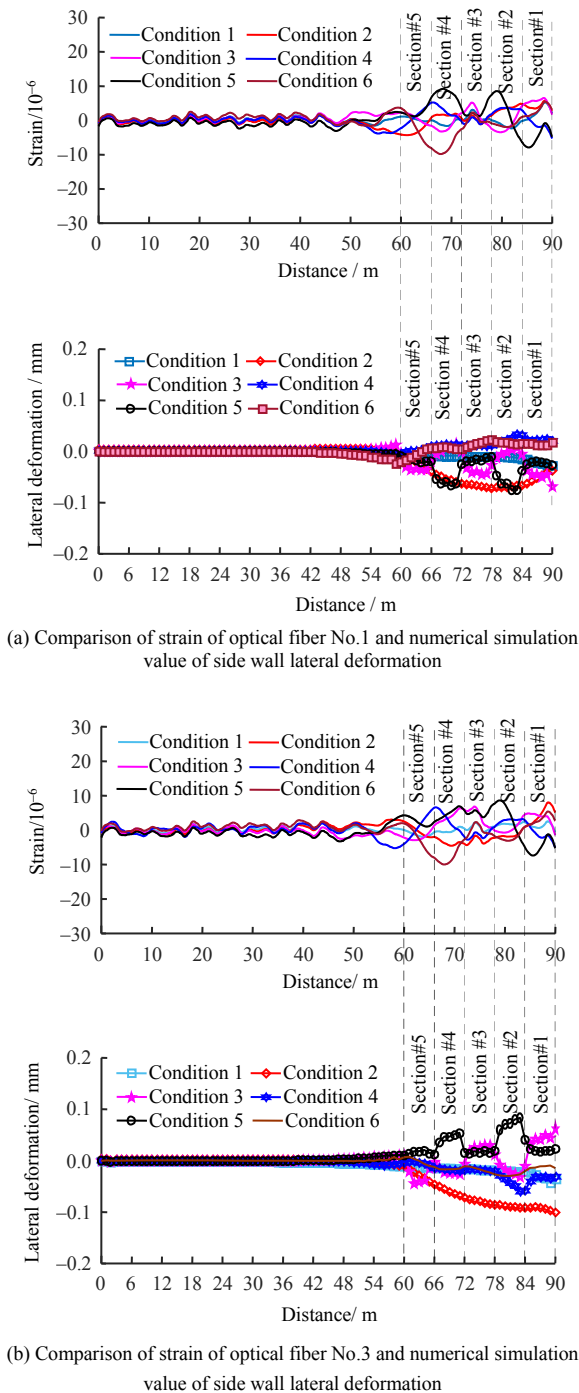 30
20
10
0
−10
−20
−30
Strain/10⁻⁶
Condition 1 Condition 2
Condition 3 Condition 4
Condition 5 Condition 6
Section#5
Section #4
Section #3
Section #2
Section#1
0 10 20 30 40 50 60 70 80 90
Distance / m
0.2
0.1
0.0
−0.1
−0.2
Lateral deformation / mm
Condition 1 Condition 2
Condition 3 Condition 4
Condition 5 Condition 6
Section#5
Section #4
Section #3
Section #2
Section#1
0 6 12 18 24 30 36 42 48 54 60 66 72 78 84 90
Distance / m
(a) Comparison of strain of optical fiber No.1 and numerical simulation
value of side wall lateral deformation
30
20
10
0
−10
−20
−30
Strain/10⁻⁶
Condition 1 Condition 2
Condition 3 Condition 4
Condition 5 Condition 6
Section#5
Section #4
Section #3
Section #2
Section#1
0 10 20 30 40 50 60 70 80 90
Distance/ m
0.2
0.1
0.0
−0.1
0.2
Lateral deformation/ mm
Condition 1 Condition 2
Condition 3 Condition 4
Condition 5 Condition 6
Section#5
Section #4
Section #3
Section #2
Section#1
0 6 12 18 24 30 36 42 48 54 60 66 72 78 84 90
Distance/ m
(b) Comparison of strain of optical fiber No.3 and numerical simulation
value of side wall lateral deformation